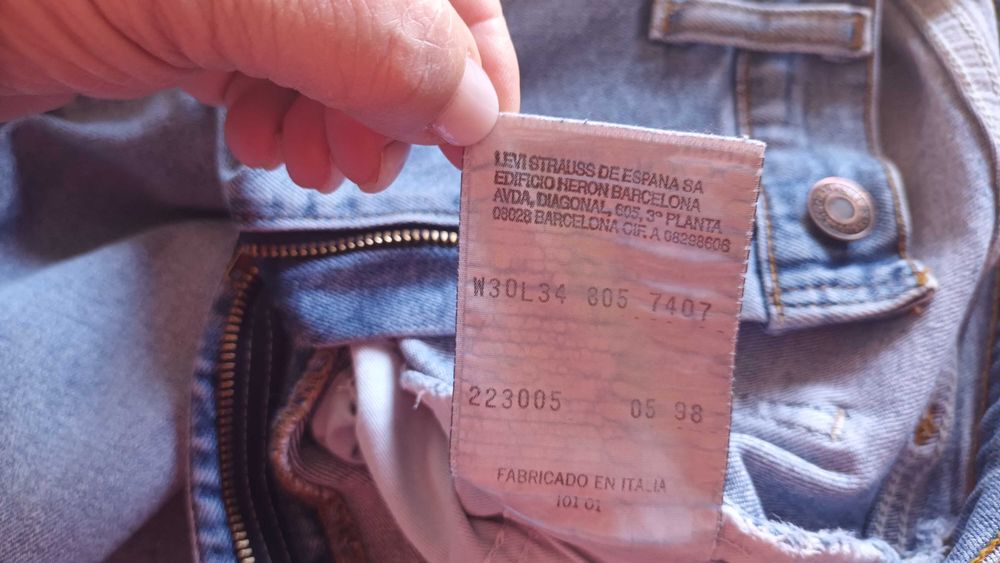 LEVI STRAUSS DE ESPANA SA
EDIFICIO HERON BARCELONA
AVDA, DIAGONAL, 605, 3º PLANTA
08028 BARCELONA CIF. A 08298606
W30L34 805 7407
223005 05 98
FABRICADO EN ITALIA
101 01